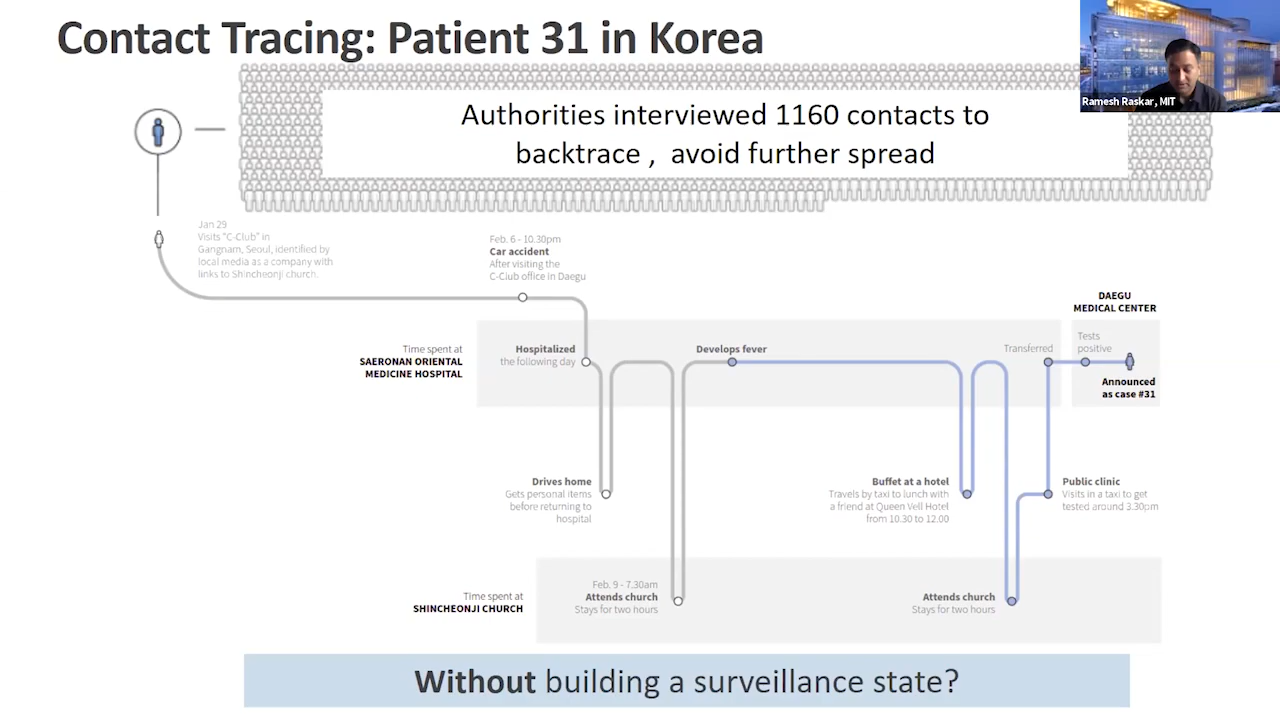 Contact Tracing: Patient 31 in Korea
Ramesh Raskar, MIT
Authorities interviewed 1160 contacts to
backtrace , avoid further spread
Jan 29
Visits "C-Club" in
Gangnam, Seoul, identified by
local media as a company with
links to Shincheonji church.
Feb. 6 - 10.30pm
Car accident
After visiting the
C-Club office in Daegu
DAEGU
MEDICAL CENTER
Time spent at
SAERONAN ORIENTAL
MEDICINE HOSPITAL
Hospitalized
the following day
Develops fever
Transferred
Tests
positive
Announced
as case #31
Drives home
Gets personal items
before returning to
hospital
Buffet at a hotel
Travels by taxi to lunch with
a friend at Queen Vell Hotel
from 10.30 to 12.00
Public clinic
Visits in a taxi to get
tested around 3.30pm
Time spent at
SHINCHEONJI CHURCH
Feb. 9 - 7.30am
Attends church
Stays for two hours
Attends church
Stays for two hours
Without building a surveillance state?